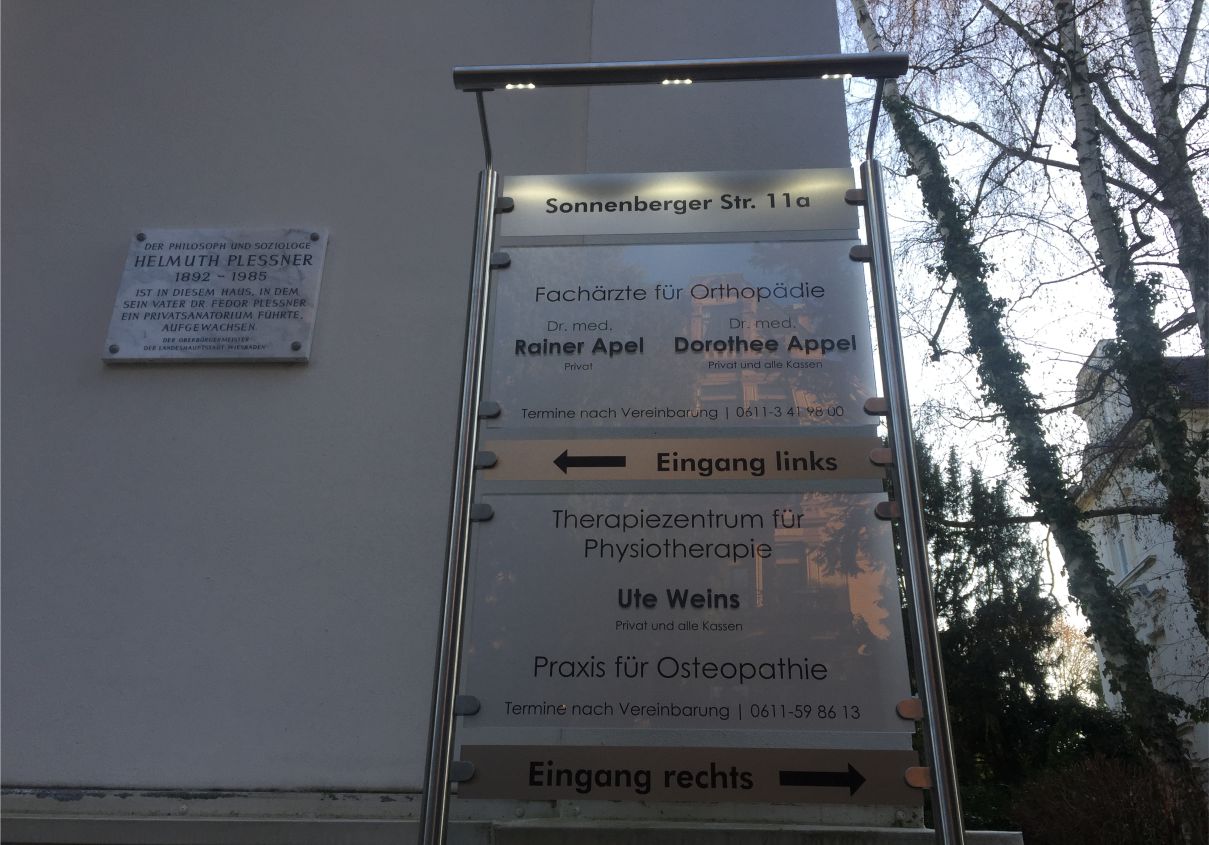 DER PHILOSOPH UND SOZIOLOGE
HELMUTH PLESSNER
1892 – 1985
IST IN DIESEM HAUS, IN DEM
SEIN VATER DR. FEDOR PLESSNER
EIN PRIVATSANATORIUM FÜHRTE,
AUFGEWACHSEN.
DER OBERBÜRGERMEISTER
DER LANDESHAUPTSTADT WIESBADEN
Sonnenberger Str. 11a
Fachärzte für Orthopädie
Dr. med. Dr. med.
Rainer Apel Dorothee Appel
Privat Privat und alle Kassen
Termine nach Vereinbarung | 0611-3 41 98 00
Eingang links
Therapiezentrum für
Physiotherapie
Ute Weins
Privat und alle Kassen
Praxis für Osteopathie
Termine nach Vereinbarung | 0611-59 86 13
Eingang rechts